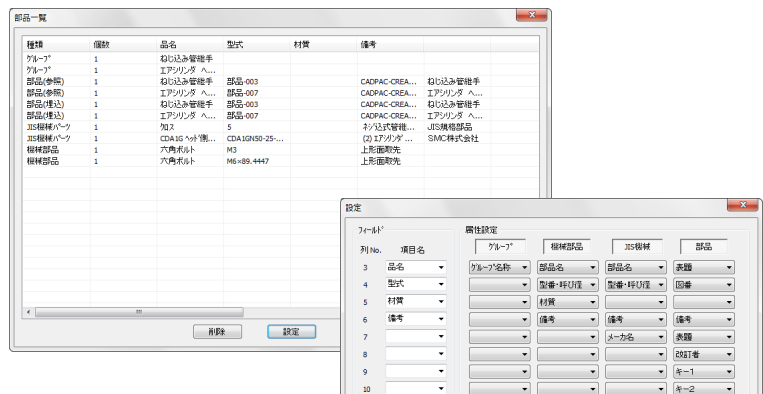 部品一覧
種類 個数 品名 型式 材質 備考
ｸﾞﾙｰﾌﾟ 1 ねじ込み管継手
ｸﾞﾙｰﾌﾟ 1 エアシリンダ ヘ...
部品(参照) 1 ねじ込み管継手 部品-003 CADPAC-CREA... ねじ込み管継手
部品(参照) 1 エアシリンダ ヘ... 部品-007 CADPAC-CREA... エアシリンダ ヘ...
部品(埋込) 1 ねじ込み管継手 部品-003 CADPAC-CREA... ねじ込み管継手
部品(埋込) 1 エアシリンダ ヘ... 部品-007 CADPAC-CREA... エアシリンダ ヘ...
JIS機械ﾊﾟｰﾂ 1 ｸﾛｽ 5 ﾈｼﾞ込式管継... JIS規格部品
JIS機械ﾊﾟｰﾂ 1 CDA1G ﾍｯﾄﾞ側... CDA1GN50-25-... (2) ｴｱｼﾘﾝﾀﾞ... SMC株式会社
機械部品 1 六角ボルト M3 上形面取先
機械部品 1 六角ボルト M6×89.4447 上形面取先
削除 設定
設定
ﾌｨｰﾙﾄﾞ 属性設定
列No. 項目名 ｸﾞﾙｰﾌﾟ 機械部品 JIS機械 部品
3 品名 ｸﾞﾙｰﾌﾟ名称 部品名 部品名 表題
4 型式 型番・呼び径 型番・呼び径 図番
5 材質 材質
6 備考 備考 備考 備考
7 メーカ名 表題
8 改訂者
9 キー1
10 キー2